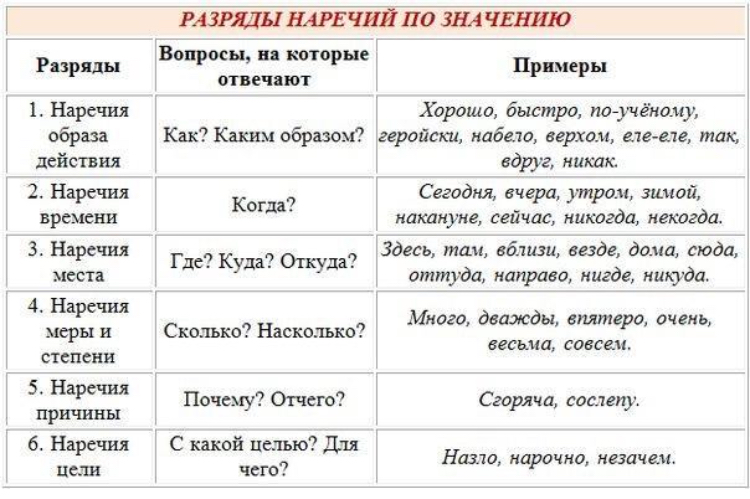 РАЗРЯДЫ НАРЕЧИЙ ПО ЗНАЧЕНИЮ
Разряды
Вопросы, на которые
отвечают
Примеры
1. Наречия
образа
действия
Как? Каким образом?
Хорошо, быстро, по-учёному,
геройски, набело, верхом, еле-еле, так,
вдруг, никак.
2. Наречия
времени
Когда?
Сегодня, вчера, утром, зимой,
накануне, сейчас, никогда, некогда.
3. Наречия
места
Где? Куда? Откуда?
Здесь, там, вблизи, везде, дома, сюда,
оттуда, направо, нигде, никуда.
4. Наречия
меры и
степени
Сколько? Насколько?
Много, дважды, впятеро, очень,
весьма, совсем.
5. Наречия
причины
Почему? Отчего?
Сгоряча, сослепу.
6. Наречия
цели
С какой целью? Для
чего?
Назло, нарочно, незачем.